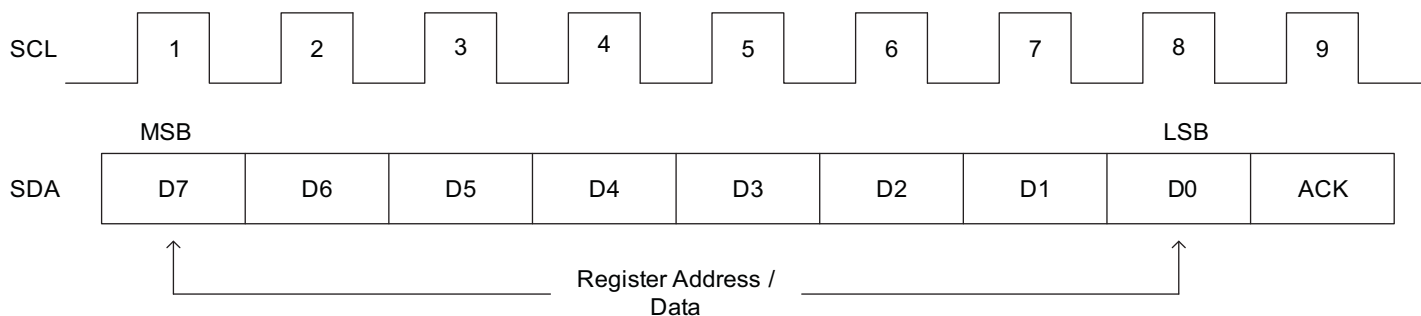 SCL 1 2 3 4 5 6 7 8 9
MSB LSB
SDA D7 D6 D5 D4 D3 D2 D1 D0 ACK
Register Address /
Data